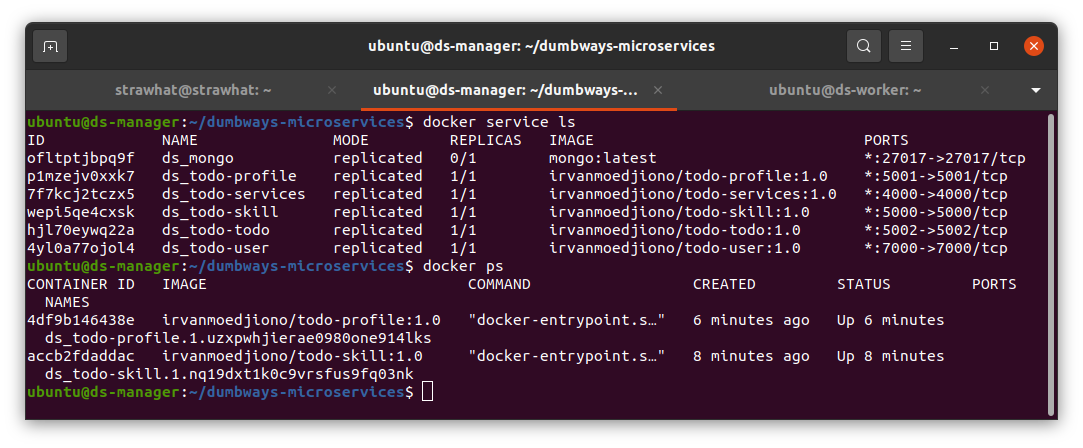 ubuntu@ds-manager: ~/dumbways-microservices
strawhat@strawhat: ~ × ubuntu@ds-manager: ~/dumbways-… × ubuntu@ds-worker: ~ ×
ubuntu@ds-manager:~/dumbways-microservices$ docker service ls
ID NAME MODE REPLICAS IMAGE PORTS
ofltptjbpq9f ds_mongo replicated 0/1 mongo:latest *:27017->27017/tcp
p1mzejv0xxk7 ds_todo-profile replicated 1/1 irvanmoedjiono/todo-profile:1.0 *:5001->5001/tcp
7f7kcj2tczx5 ds_todo-services replicated 1/1 irvanmoedjiono/todo-services:1.0 *:4000->4000/tcp
wepi5qe4cxsk ds_todo-skill replicated 1/1 irvanmoedjiono/todo-skill:1.0 *:5000->5000/tcp
hjl70eywq22a ds_todo-todo replicated 1/1 irvanmoedjiono/todo-todo:1.0 *:5002->5002/tcp
4yl0a77ojol4 ds_todo-user replicated 1/1 irvanmoedjiono/todo-user:1.0 *:7000->7000/tcp
ubuntu@ds-manager:~/dumbways-microservices$ docker ps
CONTAINER ID IMAGE COMMAND CREATED STATUS PORTS
NAMES
4df9b146438e irvanmoedjiono/todo-profile:1.0 "docker-entrypoint.s…" 6 minutes ago Up 6 minutes
ds_todo-profile.1.uzxpwhjierae0980one914lks
accb2fdaddac irvanmoedjiono/todo-skill:1.0 "docker-entrypoint.s…" 8 minutes ago Up 8 minutes
ds_todo-skill.1.nq19dxt1k0c9vrsfus9fq03nk
ubuntu@ds-manager:~/dumbways-microservices$